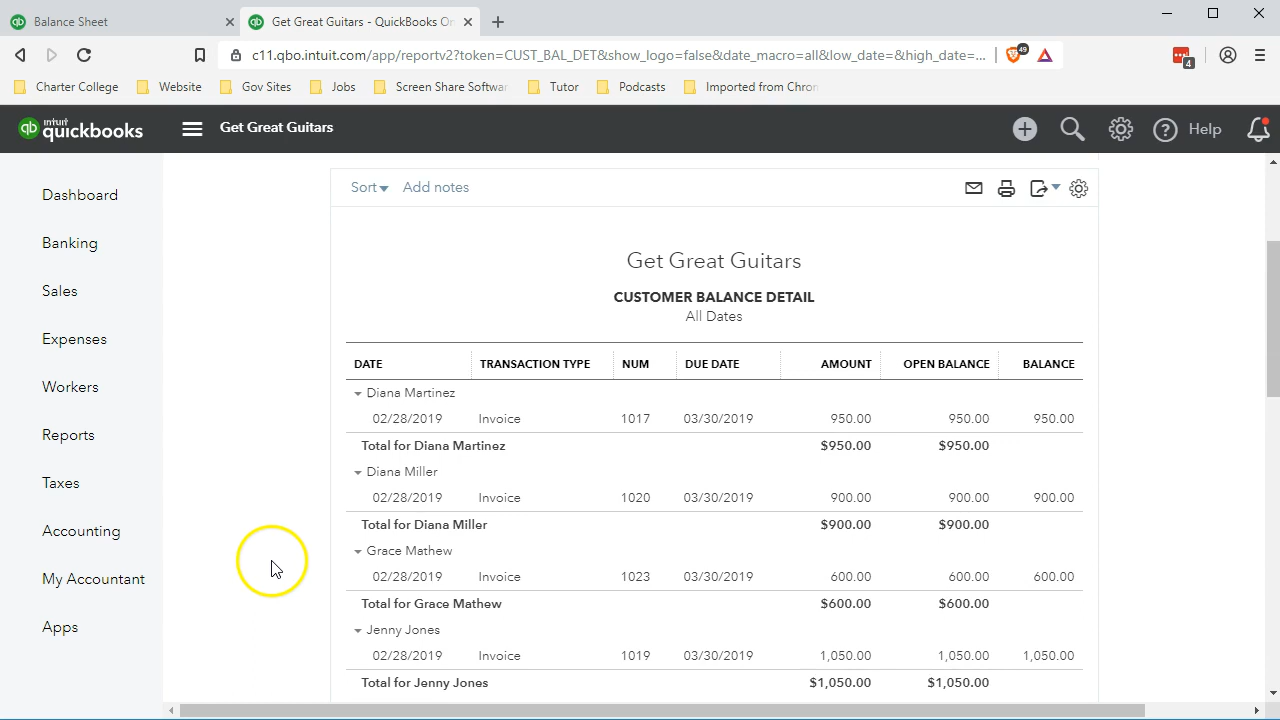 Balance Sheet
Get Great Guitars - QuickBooks On
c11.qbo.intuit.com/app/reportv2?token=CUST_BAL_DET&show_logo=false&date_macro=all&low_date=&high_date=...
49
4
Charter College Website Gov Sites Jobs Screen Share Softwar Tutor Podcasts Imported from Chrom
qb intuit quickbooks
Get Great Guitars
Help
Dashboard
Banking
Sales
Expenses
Workers
Reports
Taxes
Accounting
My Accountant
Apps
Sort Add notes
Get Great Guitars
CUSTOMER BALANCE DETAIL
All Dates
DATE TRANSACTION TYPE NUM DUE DATE AMOUNT OPEN BALANCE BALANCE
Diana Martinez
02/28/2019 Invoice 1017 03/30/2019 950.00 950.00 950.00
Total for Diana Martinez $950.00 $950.00
Diana Miller
02/28/2019 Invoice 1020 03/30/2019 900.00 900.00 900.00
Total for Diana Miller $900.00 $900.00
Grace Mathew
02/28/2019 Invoice 1023 03/30/2019 600.00 600.00 600.00
Total for Grace Mathew $600.00 $600.00
Jenny Jones
02/28/2019 Invoice 1019 03/30/2019 1,050.00 1,050.00 1,050.00
Total for Jenny Jones $1,050.00 $1,050.00